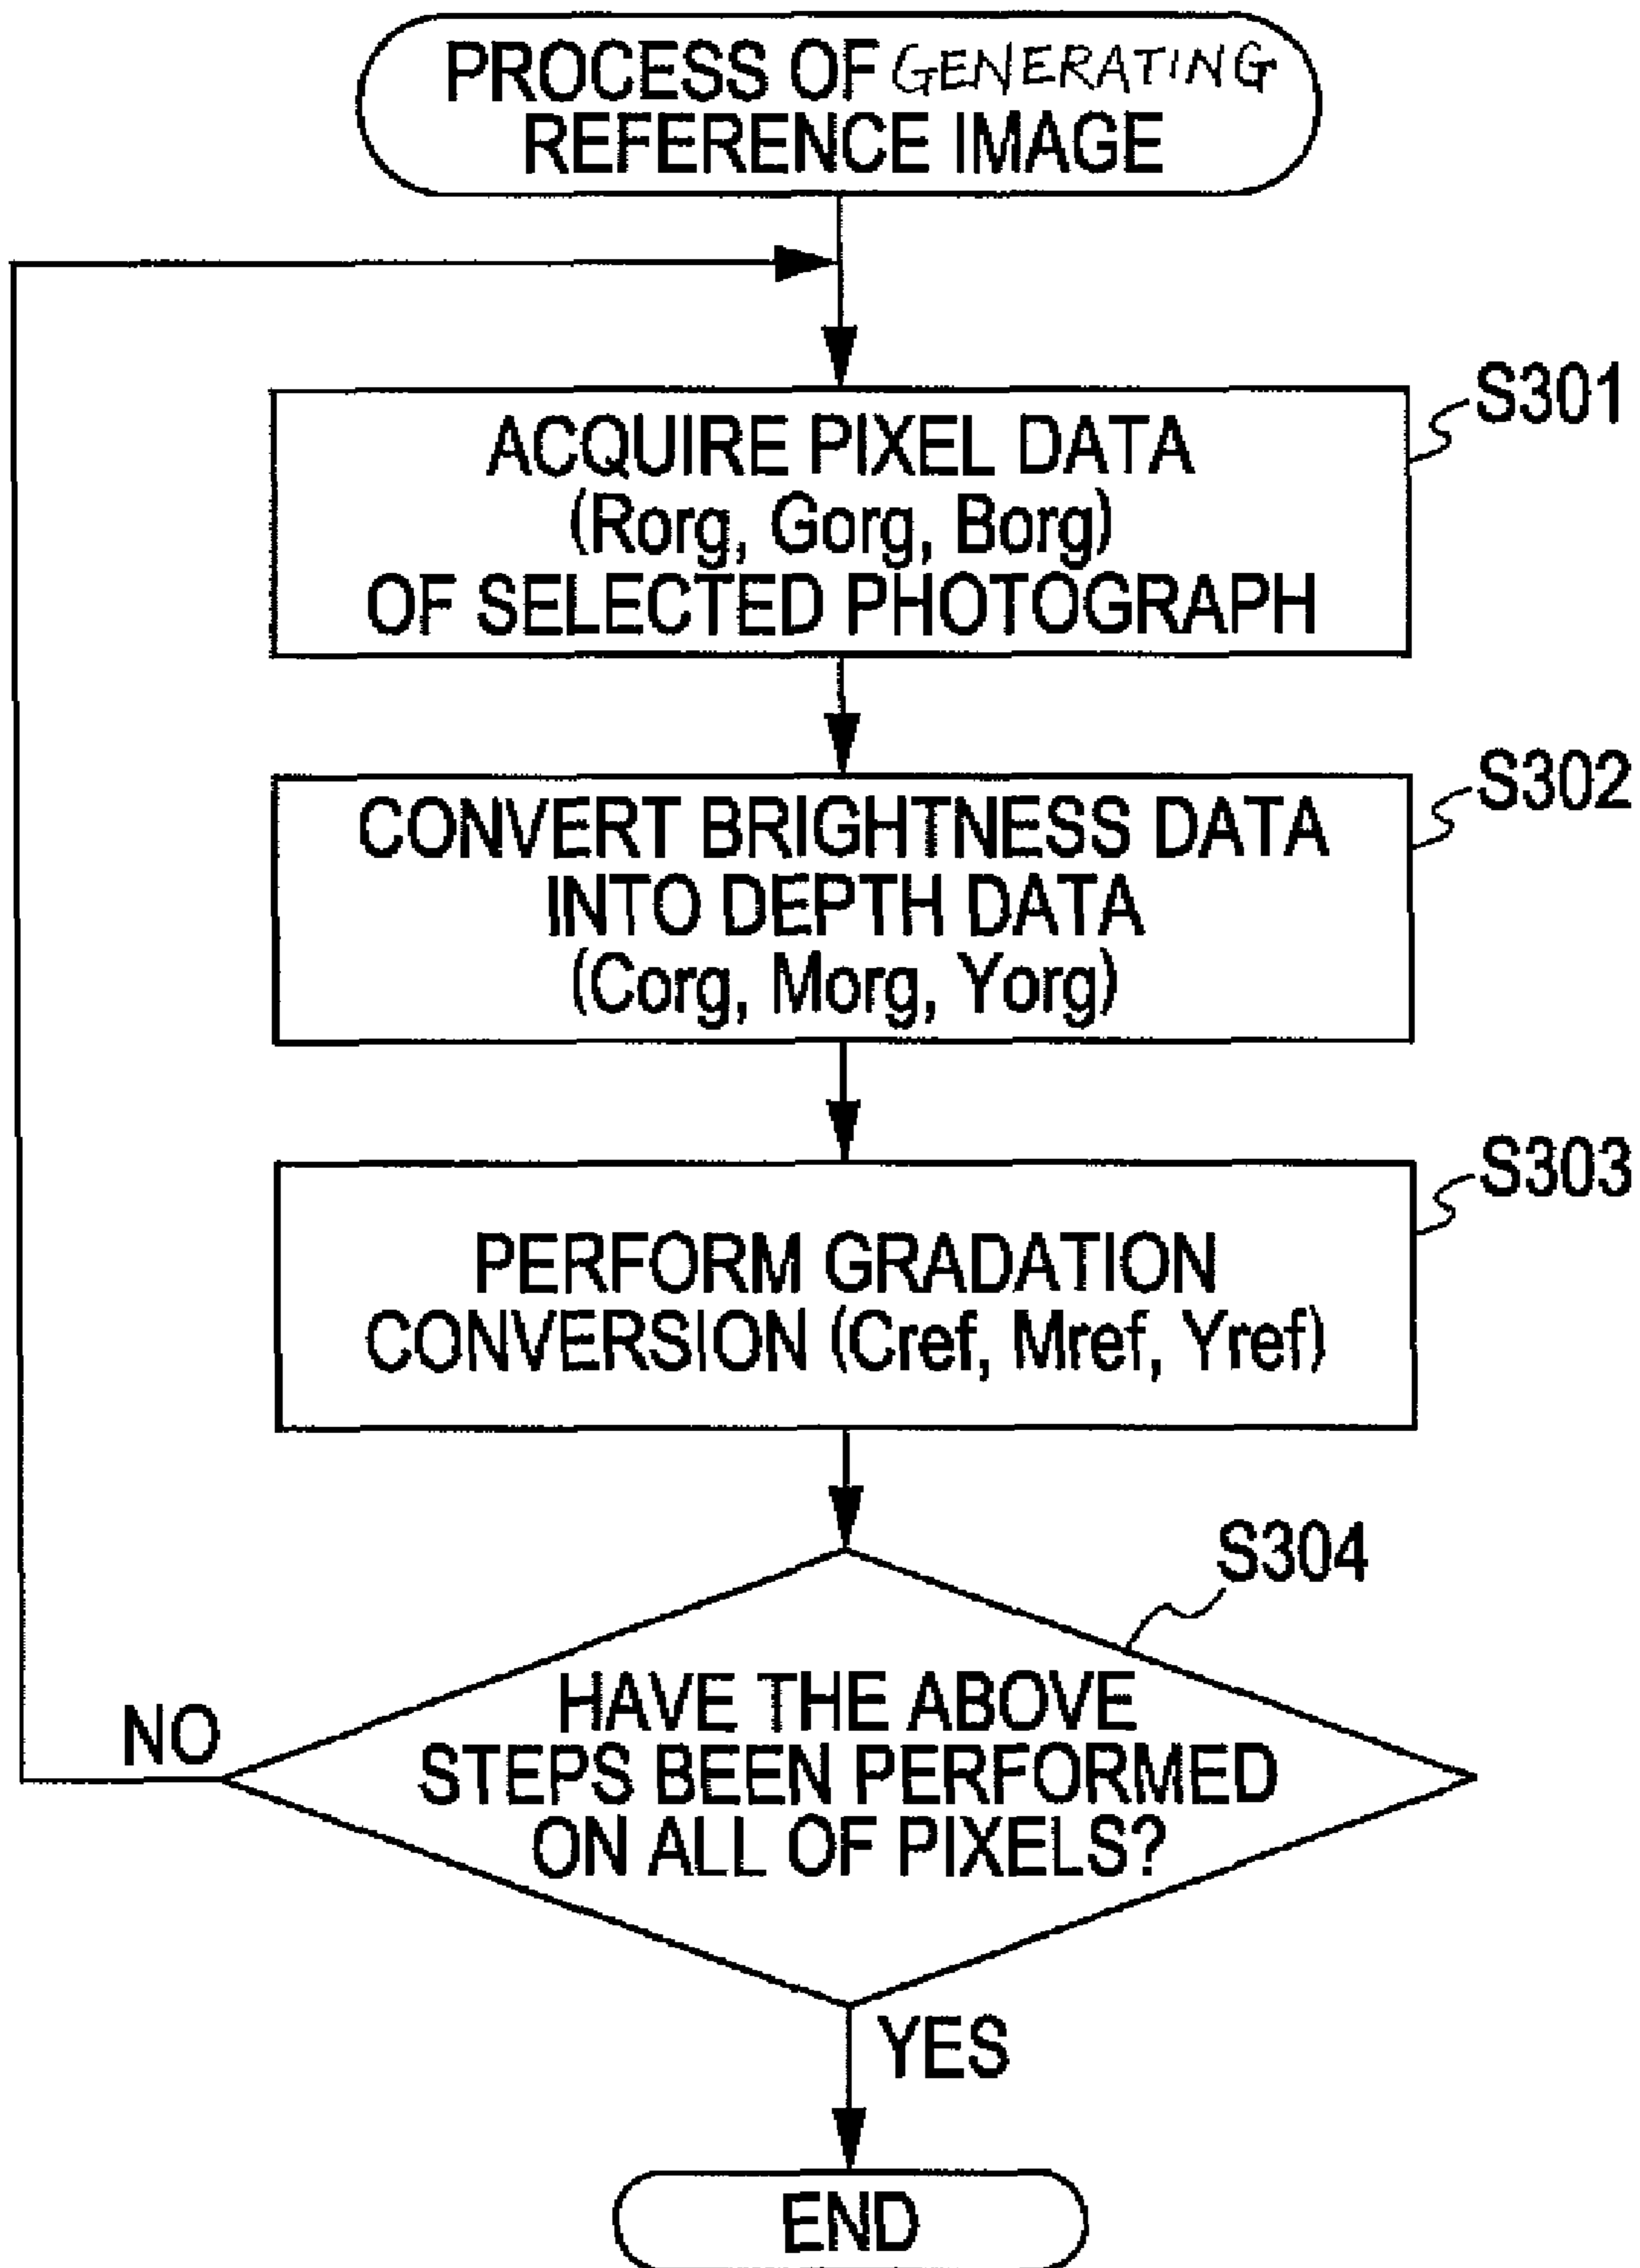 PROCESS OF GENERATING
REFERENCE IMAGE
S301
ACQUIRE PIXEL DATA
(Rorg, Gorg, Borg)
OF SELECTED PHOTOGRAPH
S302
CONVERT BRIGHTNESS DATA
INTO DEPTH DATA
(Corg, Morg, Yorg)
S303
PERFORM GRADATION
CONVERSION (Cref, Mref, Yref)
S304
HAVE THE ABOVE
STEPS BEEN PERFORMED
ON ALL OF PIXELS?
NO
YES
END